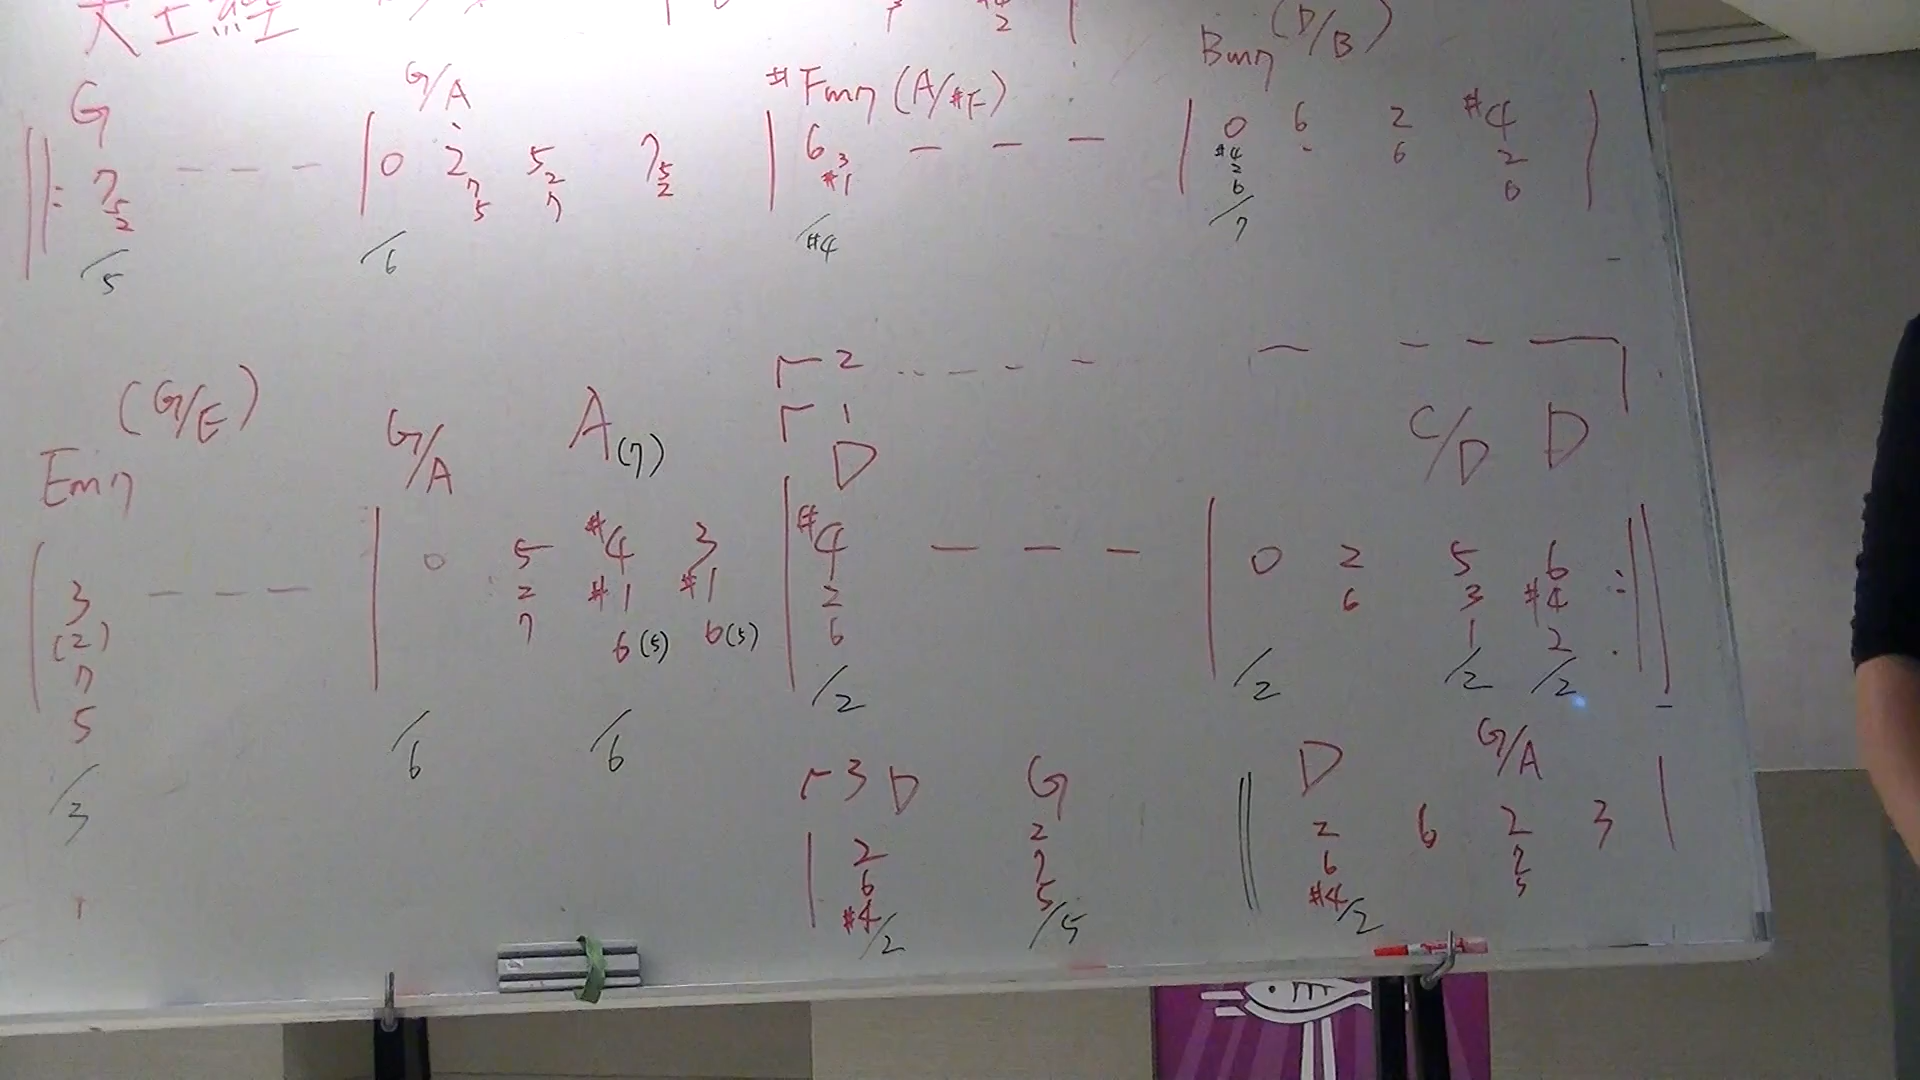 G G/A #Fm7 (A/#F) Bm7 (D/B)
‖: 7 - - - | 0 2 5 7 | 6 - - - | 0 6 2 #4 |
5 7 2 5 3 #4 - 6 2
2 5 7 2 #1 2 6
6
/5 /6 /#4 /7
(G/E) ┌2 - - - - - - -
Em7 G/A A(7) ┌1 D C/D D
| 3 - - - | 0 5 #4 3 | #4 - - - | 0 2 5 6 :‖
(2) 2 #1 #1 2 6 3 #4
7 7 6(5) 6(5) 6 1 2
5
/3 /6 /6 /2 /2 /2 /2
┌3 D G D G/A
| 2 2 ‖ 2 6 2 3 |
6 7 6 7
#4/2 5/5 #4/2 5